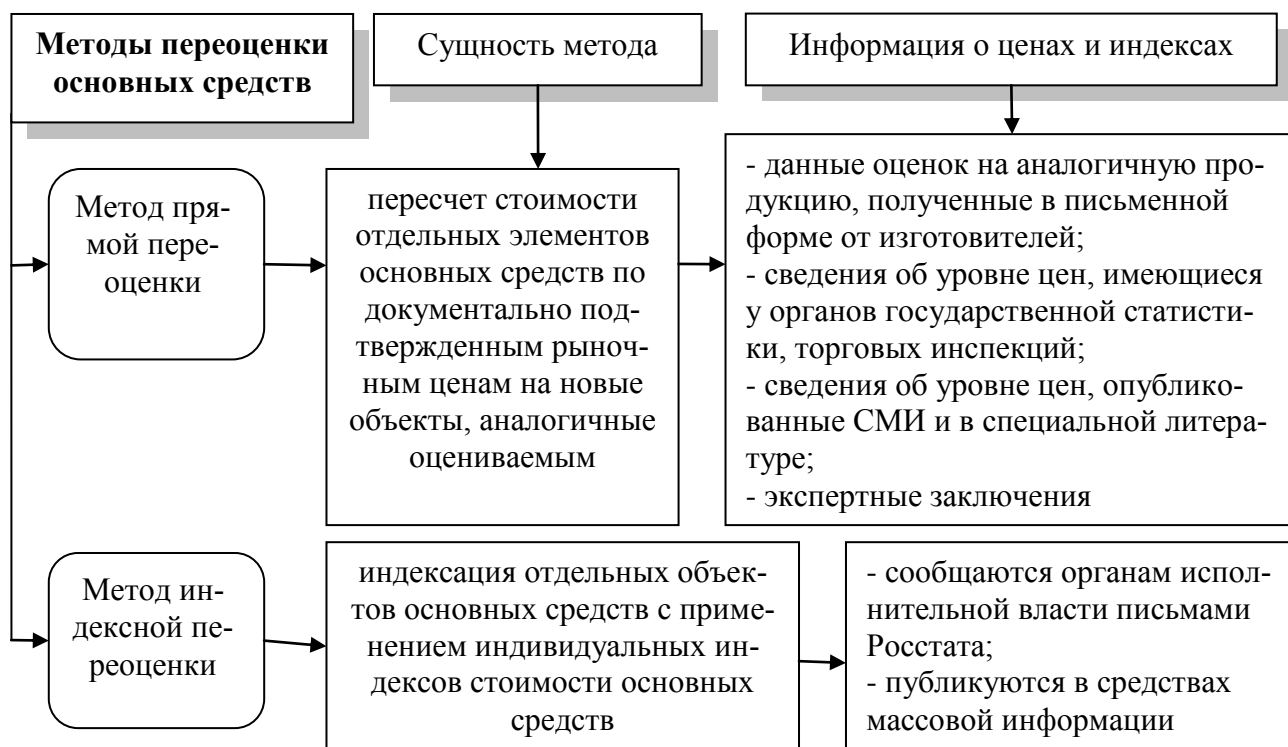 Методы переоценки
основных средств
Сущность метода
Информация о ценах и индексах
Метод пря-
мой пере-
оценки
пересчет стоимости
отдельных элементов
основных средств по
документально под-
твержденным рыноч-
ным ценам на новые
объекты, аналогичные
оцениваемым
- данные оценок на аналогичную про-
дукцию, полученные в письменной
форме от изготовителей;
- сведения об уровне цен, имеющиеся
у органов государственной статисти-
ки, торговых инспекций;
- сведения об уровне цен, опублико-
ванные СМИ и в специальной литера-
туре;
- экспертные заключения
Метод ин-
дексной пе-
реоценки
индексация отдельных объек-
тов основных средств с приме-
нением индивидуальных ин-
дексов стоимости основных
средств
- сообщаются органам испол-
нительной власти письмами
Росстата;
- публикуются в средствах
массовой информации